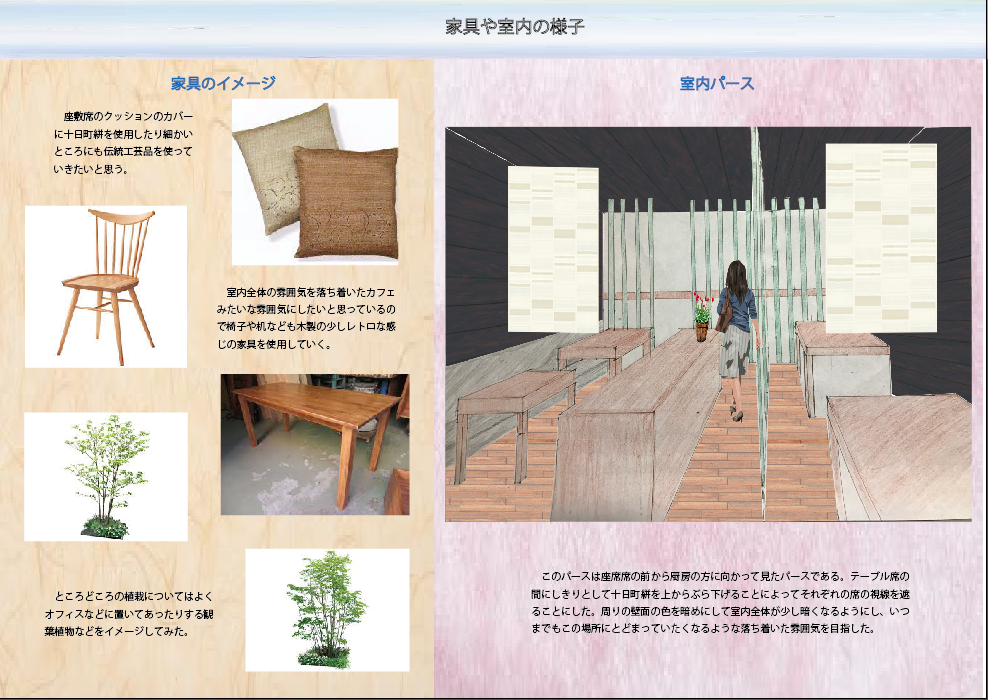 家具や室内の様子
家具のイメージ
座敷席のクッションのカバー
に十日町絣を使用したり細かい
ところにも伝統工芸品を使って
いきたいと思う。
室内全体の雰囲気を落ち着いたカフェ
みたいな雰囲気にしたいと思っているの
で椅子や机なども木製の少しレトロな感
じの家具を使用していく。
ところどころの植栽についてはよく
オフィスなどに置いてあったりする観
葉植物などをイメージしてみた。
室内パース
このパースは座席席の前から厨房の方に向かって見たパースである。テーブル席の
間にしきりとして十日町絣を上からぶら下げることによってそれぞれの席の視線を遮
ることにした。周りの壁面の色を暗めにして室内全体が少し暗くなるようにし、いつ
までもこの場所にとどまっていたくなるような落ち着いた雰囲気を目指した。